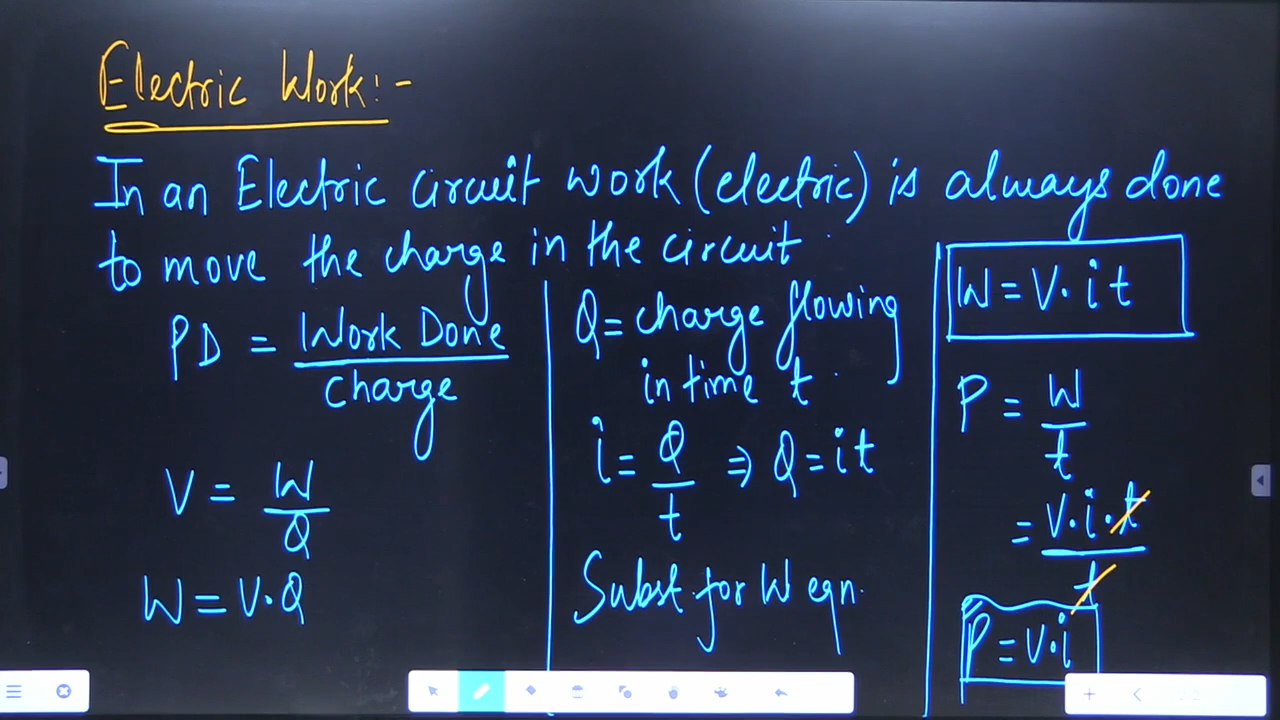 Electric Work:-
In an Electric circuit work (electric) is always done
to move the charge in the circuit.
PD = Work Done / Charge
V = W / Q
W = V·Q
Q = charge flowing
in time t.
i = Q / t ⇒ Q = it
Subst. for W eqn.
W = V·it
P = W / t
= V·i·t / t
P = V·i